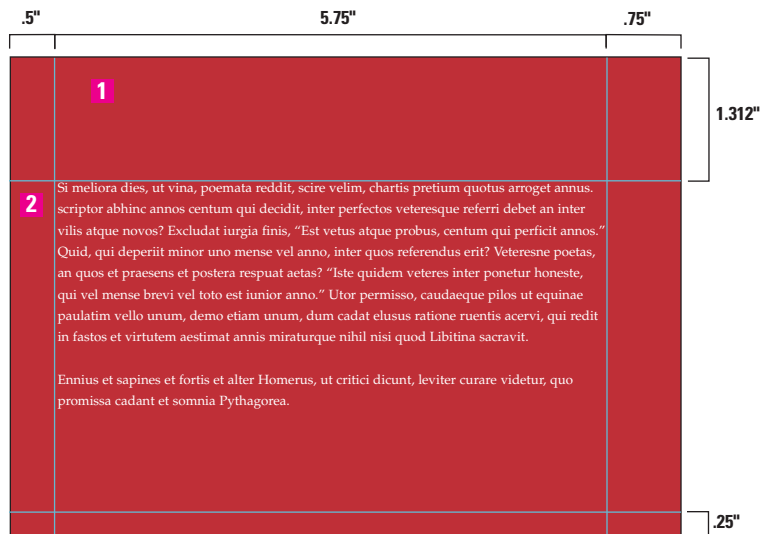 .5"
5.75"
.75"
1
1.312"
2
Si meliora dies, ut vina, poemata reddit, scire velim, chartis pretium quotus arroget annus.
scriptor abhinc annos centum qui decidit, inter perfectos veteresque referri debet an inter
vilis atque novos? Excludat iurgia finis, “Est vetus atque probus, centum qui perficit annos.”
Quid, qui deperiit minor uno mense vel anno, inter quos referendus erit? Veteresne poetas,
an quos et praesens et postera respuat aetas? “Iste quidem veteres inter ponetur honeste,
qui vel mense brevi vel toto est iunior anno.” Utor permisso, caudaeque pilos ut equinae
paulatim vello unum, demo etiam unum, dum cadat elusus ratione ruentis acervi, qui redit
in fastos et virtutem aestimat annis miraturque nihil nisi quod Libitina sacravit.
Ennius et sapines et fortis et alter Homerus, ut critici dicunt, leviter curare videtur, quo
promissa cadant et somnia Pythagorea.
.25"